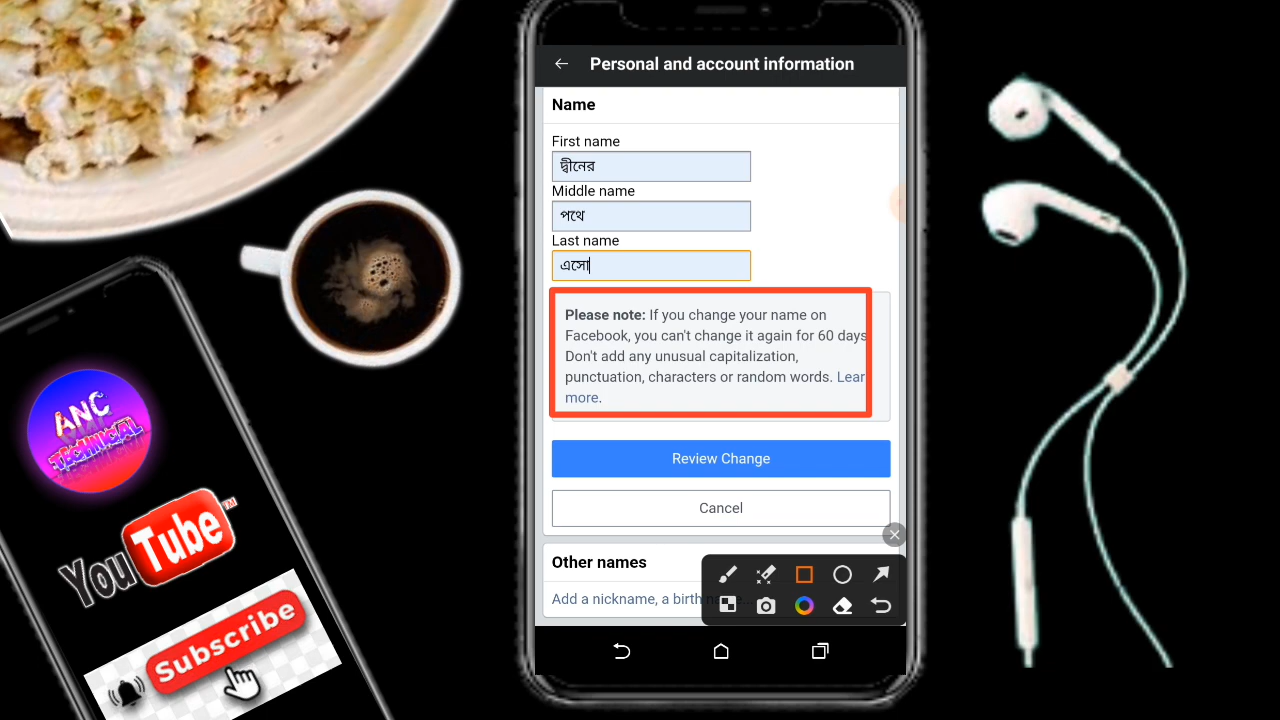 Personal and account information
Name
First name
দ্বীনের
Middle name
পথে
Last name
এসো
Please note: If you change your name on
Facebook, you can't change it again for 60 days
Don't add any unusual capitalization,
punctuation, characters or random words. Lear
more.
Review Change
Cancel
Other names
Add a nickname, a birth n
ANC
TECHNICAL
YouTube™
Subscribe